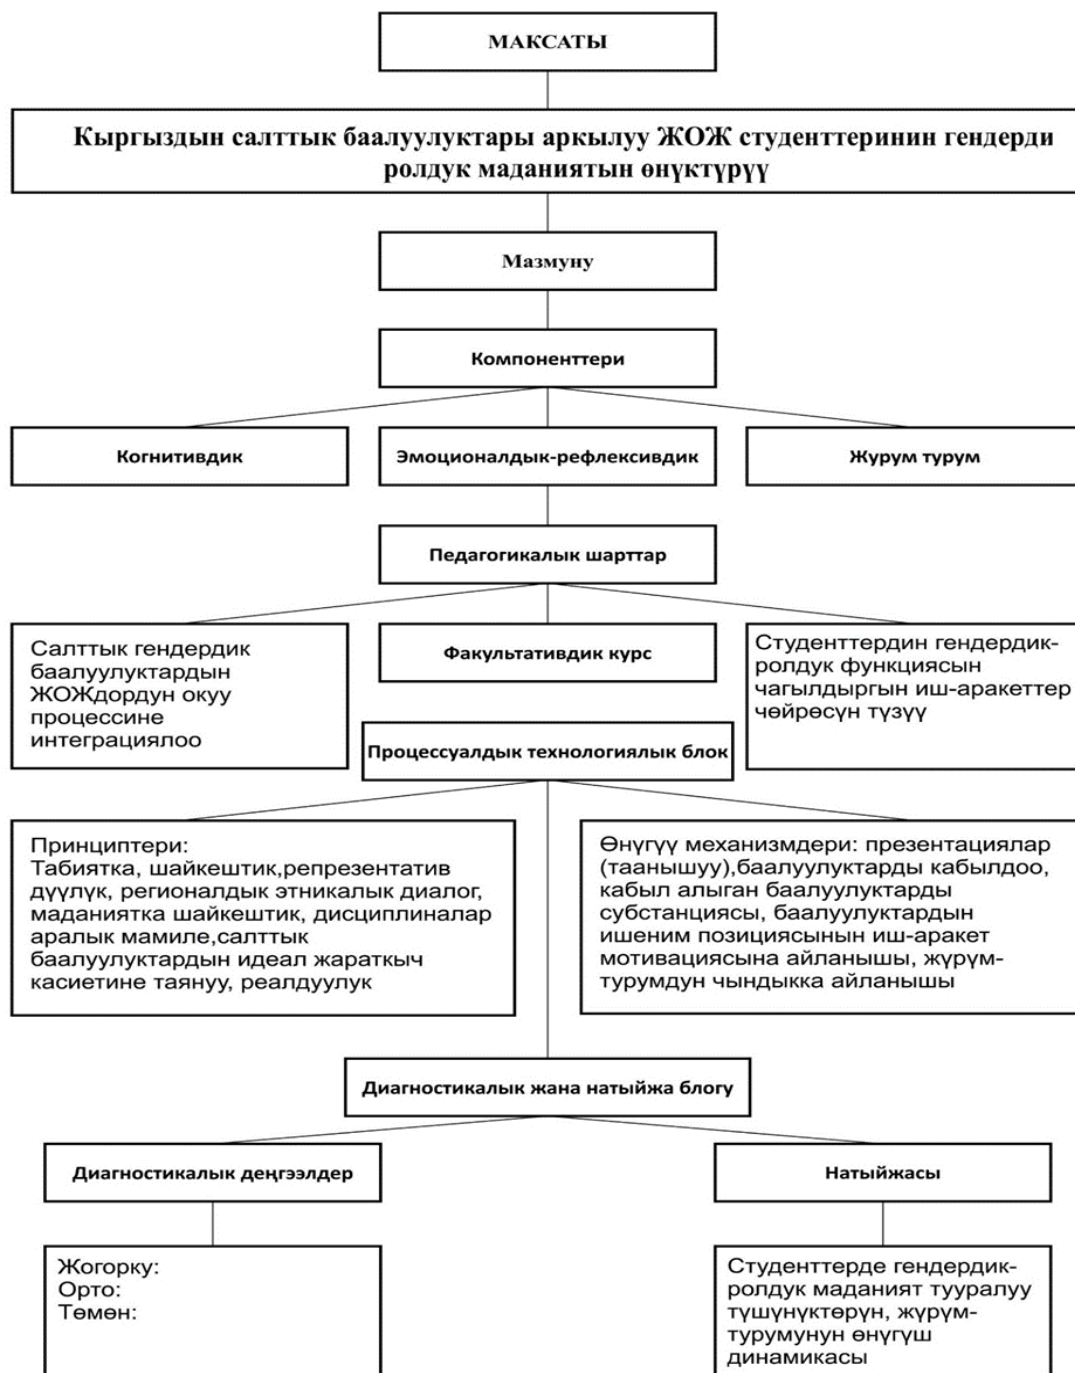 МАКСАТЫ
Кыргыздын салттык баалуулуктары аркылуу ЖОЖ студенттеринин гендерди
ролдук маданиятын өнүктүрүү
Мазмуну
Компоненттери
Когнитивдик
Эмоционалдык-рефлексивдик
Журум турум
Педагогикалык шарттар
Салттык гендердик
баалуулуктардын
ЖОЖдордун окуу
процессине
интеграциялоо
Факультативдик курс
Студенттердин гендердик-
ролдук функциясын
чагылдыргын иш-аракеттер
чөйрөсүн түзүү
Процессуалдык технологиялык блок
Принциптери:
Табиятка, шайкештик,репрезентатив
дүүлүк, регионалдык этникалык диалог,
маданиятка шайкештик, дисциплиналар
аралык мамиле,салттык
баалуулуктардын идеал жараткыч
касиетине таянуу, реалдуулук
Өнүгүү механизмдери: презентациялар
(таанышуу),баалуулуктарды кабылдоо,
кабыл алыган баалуулуктарды
субстанциясы, баалуулуктардын
ишеним позициясынын иш-аракет
мотивациясына айланышы, жүрүм-
турумдун чындыкка айланышы
Диагностикалык жана натыйжа блогу
Диагностикалык деңгээлдер
Натыйжасы
Жогорку:
Орто:
Төмөн:
Студенттерде гендердик-
ролдук маданият тууралуу
түшүнүктөрүн, жүрүм-
турумунун өнүгүш
динамикасы